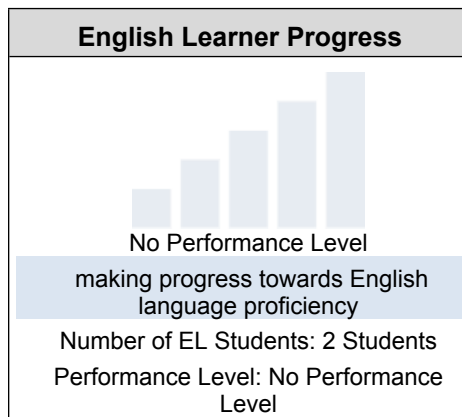 English Learner Progress
No Performance Level
making progress towards English
language proficiency
Number of EL Students: 2 Students
Performance Level: No Performance
Level